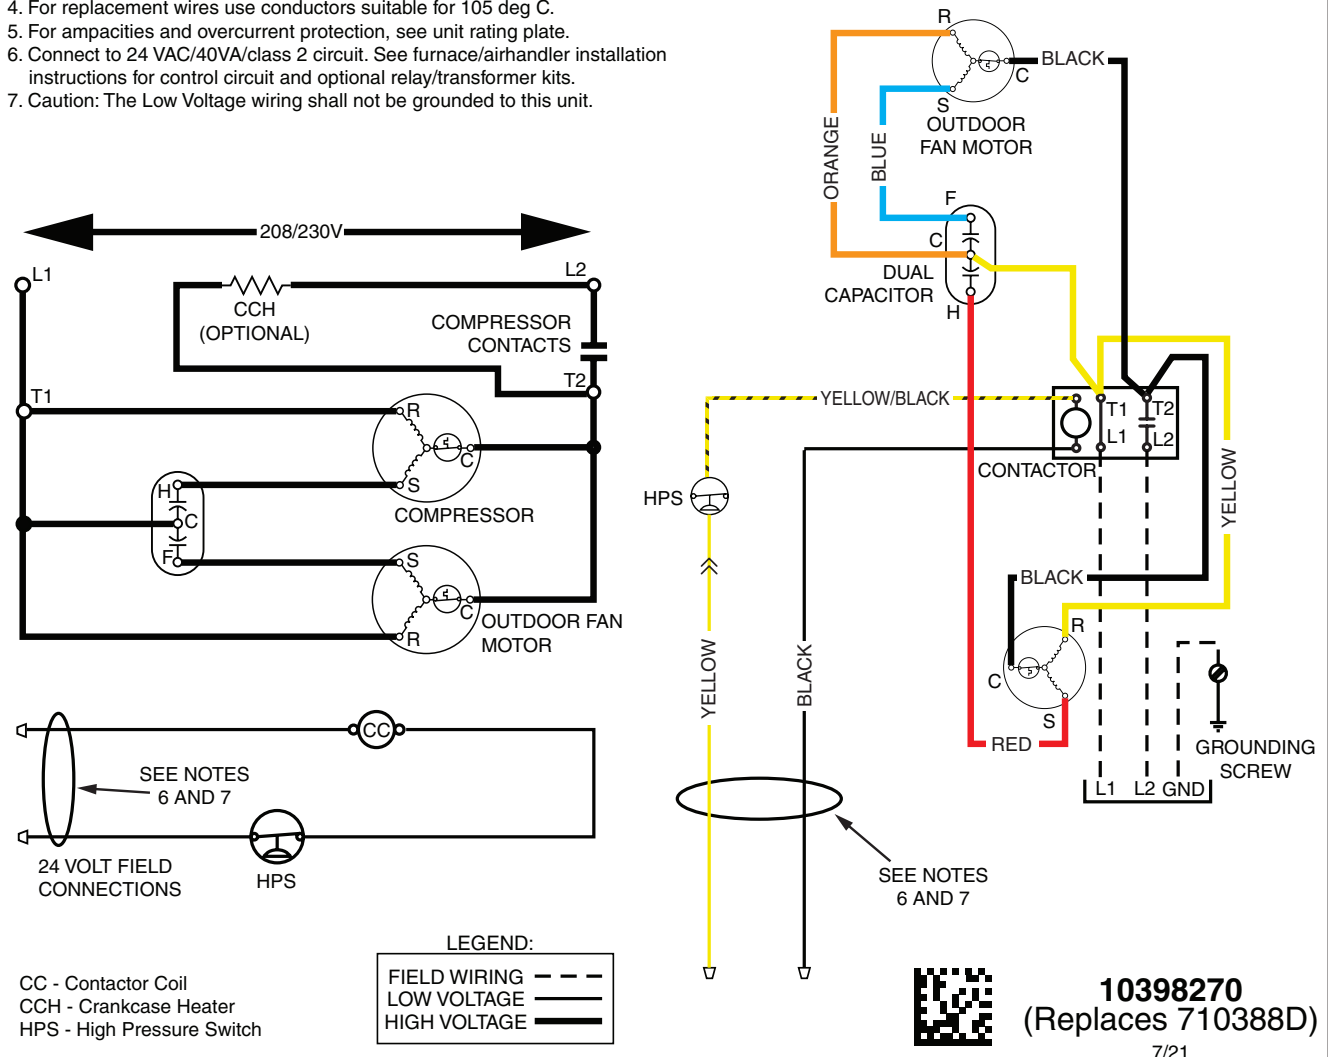 4. For replacement wires use conductors suitable for 105 deg C.
5. For ampacities and overcurrent protection, see unit rating plate.
6. Connect to 24 VAC/40VA/class 2 circuit. See furnace/airhandler installation
instructions for control circuit and optional relay/transformer kits.
7. Caution: The Low Voltage wiring shall not be grounded to this unit.
208/230V
L1
L2
CCH
(OPTIONAL)
COMPRESSOR
CONTACTS
T1
T2
R
C
S
COMPRESSOR
H
C
F
S
C
R
OUTDOOR FAN
MOTOR
CC
SEE NOTES
6 AND 7
24 VOLT FIELD
CONNECTIONS
HPS
LEGEND:
FIELD WIRING
LOW VOLTAGE
HIGH VOLTAGE
CC - Contactor Coil
CCH - Crankcase Heater
HPS - High Pressure Switch
R
BLACK
C
S
OUTDOOR
FAN MOTOR
ORANGE
BLUE
F
C
DUAL
CAPACITOR
H
YELLOW/BLACK
T1
T2
L1
L2
CONTACTOR
HPS
YELLOW
BLACK
R
C
S
RED
YELLOW
BLACK
GROUNDING
SCREW
L1
L2
GND
SEE NOTES
6 AND 7
10398270
(Replaces 710388D)
7/21